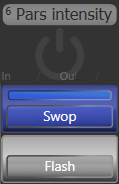 6 Pars intensity
In / Out /
Swop
Flash